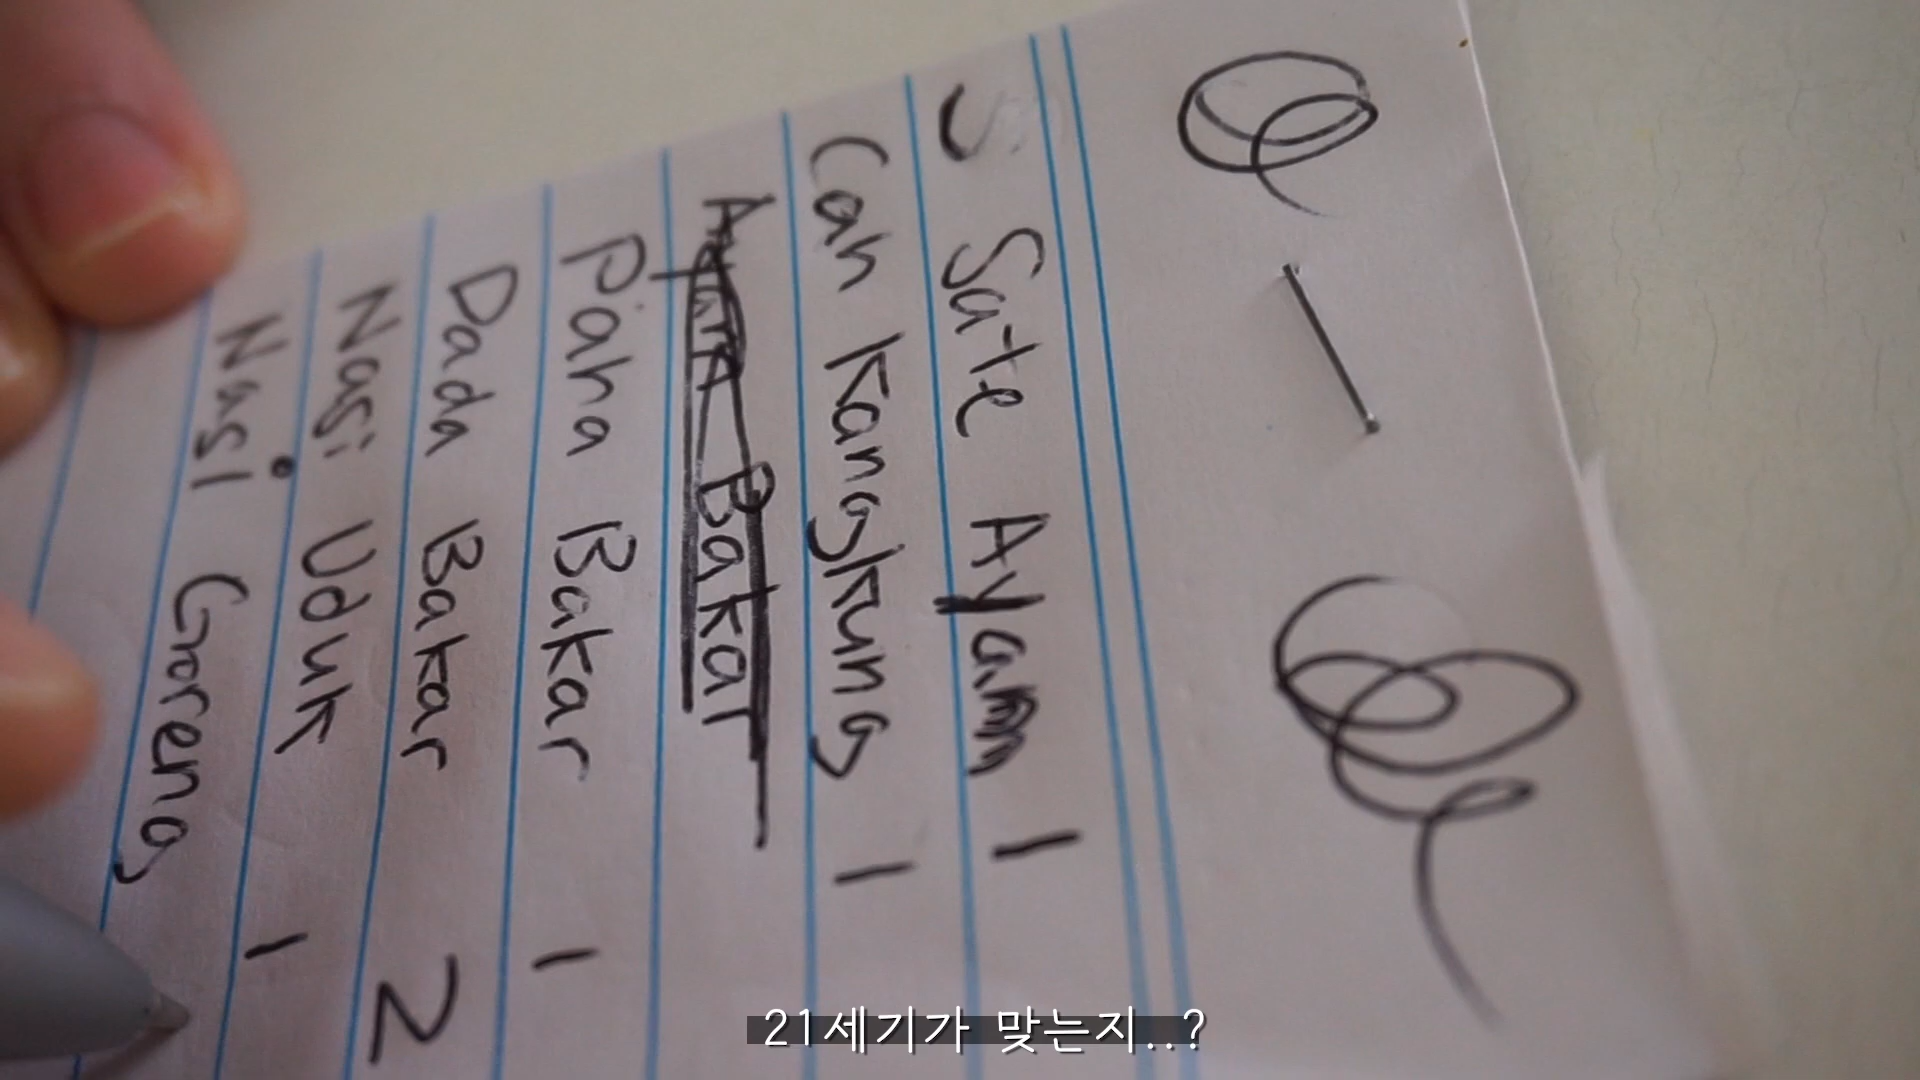 Sate Ayam 1
Cah Kangkung 1
Bakar
Paha Bakar 1
Dada Bakar 2
Nasi Uduk 1
Nasi Goreng
21세기가 맞는지..?